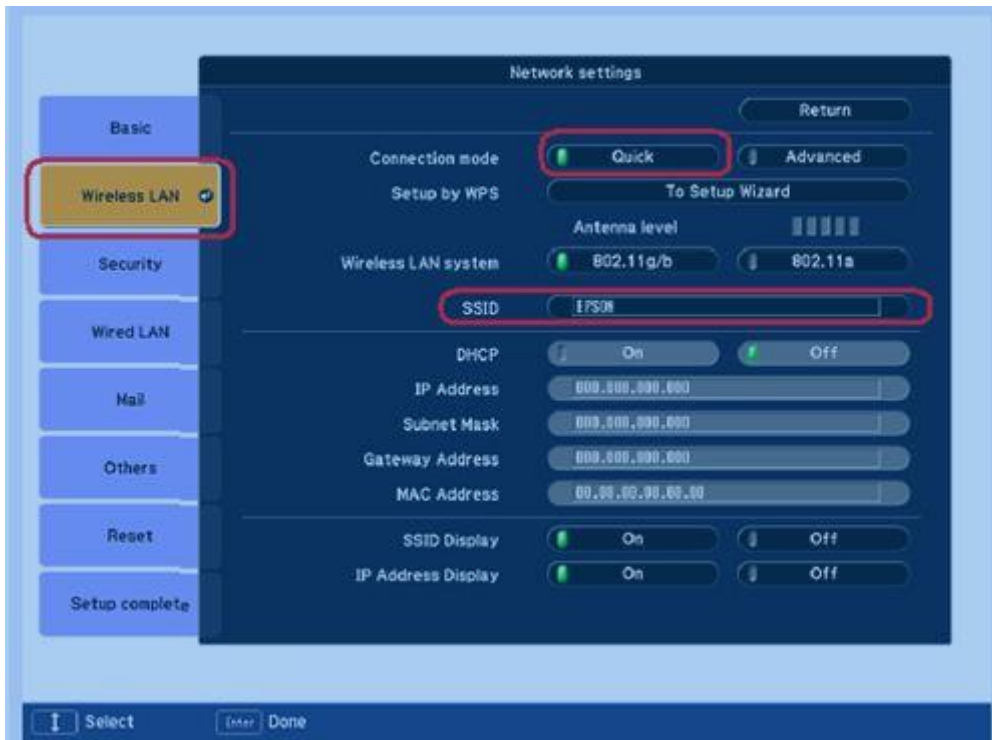 Network settings
Return
Basic
Connection mode Quick Advanced
Wireless LAN
Setup by WPS To Setup Wizard
Antenna level
Security
Wireless LAN system 802.11g/b 802.11a
SSID EPSON
Wired LAN
DHCP On Off
Mail
IP Address 000.000.000.000
Subnet Mask 000.000.000.000
Others
Gateway Address 000.000.000.000
MAC Address 00.00.00.00.00.00
Reset
SSID Display On Off
IP Address Display On Off
Setup complete
Select Enter Done